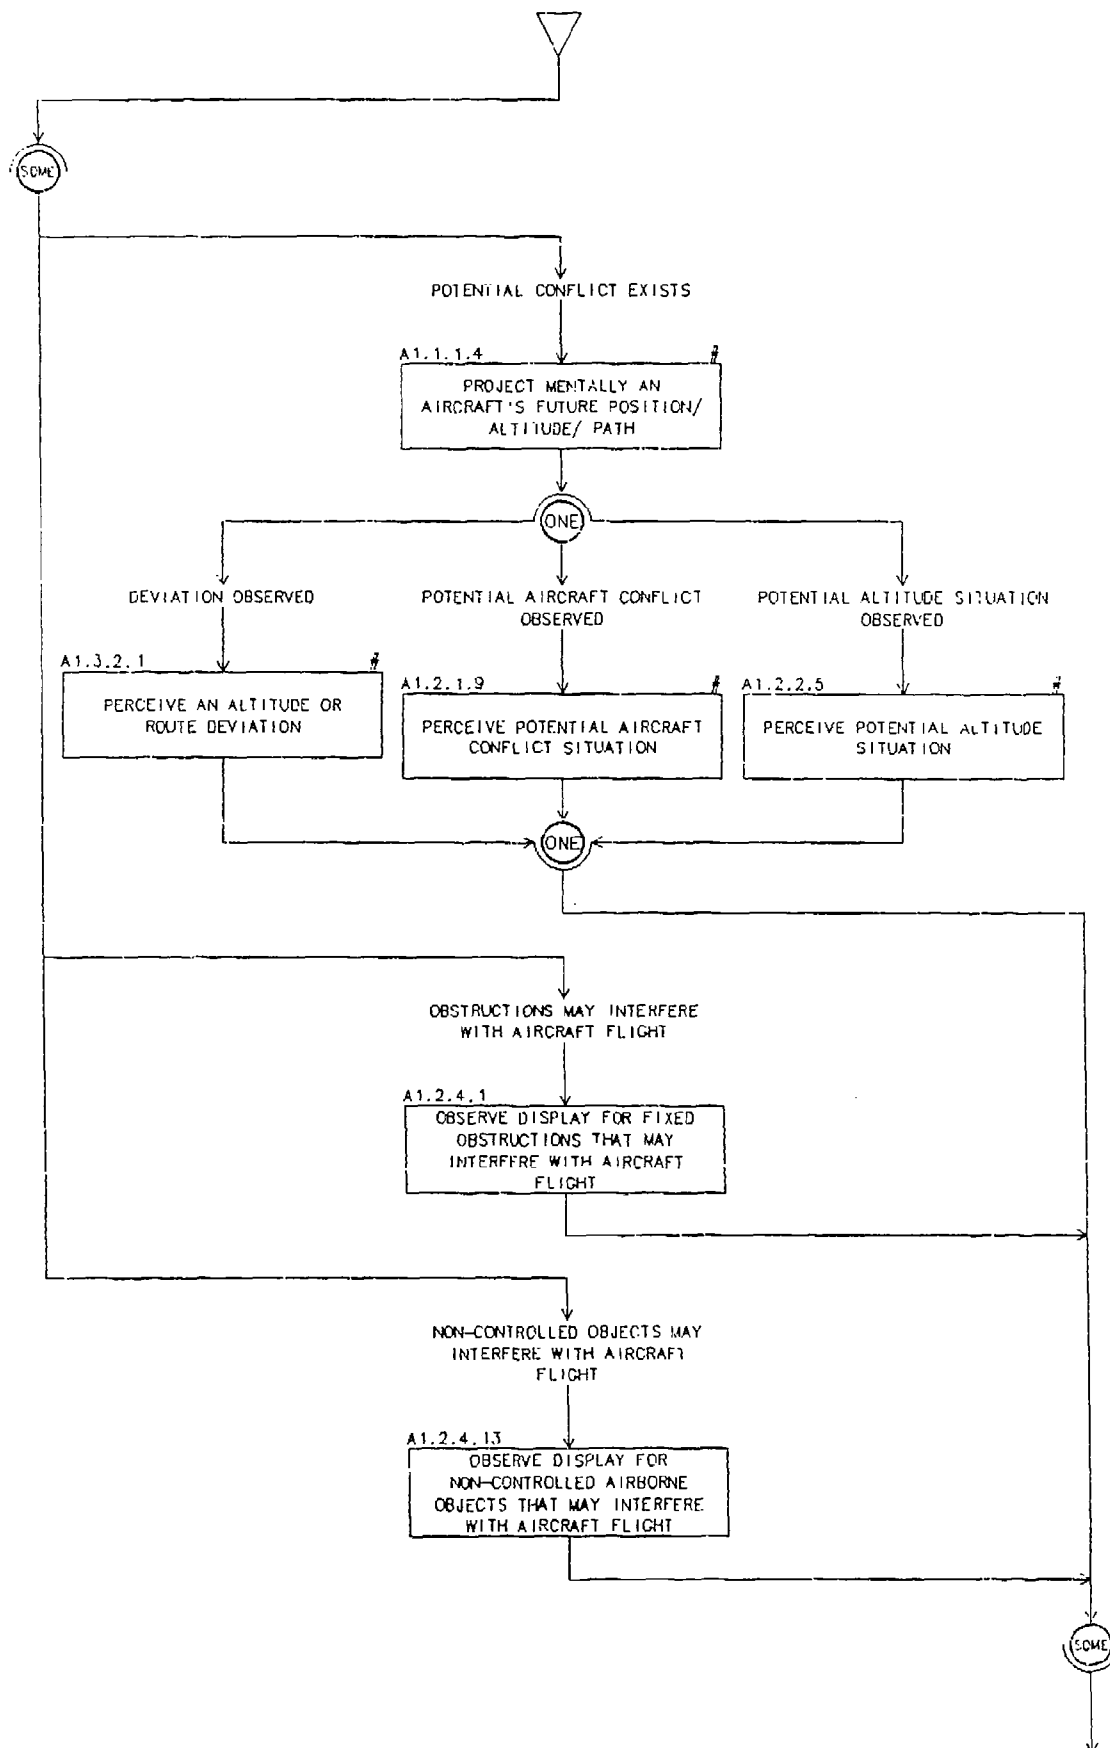 SOME
POTENTIAL CONFLICT EXISTS
A1.1.1.4 #
PROJECT MENTALLY AN
AIRCRAFT'S FUTURE POSITION/
ALTITUDE/ PATH
ONE
DEVIATION OBSERVED
POTENTIAL AIRCRAFT CONFLICT
OBSERVED
POTENTIAL ALTITUDE SITUATION
OBSERVED
A1.3.2.1 #
PERCEIVE AN ALTITUDE OR
ROUTE DEVIATION
A1.2.1.9 #
PERCEIVE POTENTIAL AIRCRAFT
CONFLICT SITUATION
A1.2.2.5 #
PERCEIVE POTENTIAL ALTITUDE
SITUATION
ONE
OBSTRUCTIONS MAY INTERFERE
WITH AIRCRAFT FLIGHT
A1.2.4.1
OBSERVE DISPLAY FOR FIXED
OBSTRUCTIONS THAT MAY
INTERFERE WITH AIRCRAFT
FLIGHT
NON-CONTROLLED OBJECTS MAY
INTERFERE WITH AIRCRAFT
FLIGHT
A1.2.4.13
OBSERVE DISPLAY FOR
NON-CONTROLLED AIRBORNE
OBJECTS THAT MAY INTERFERE
WITH AIRCRAFT FLIGHT
SOME